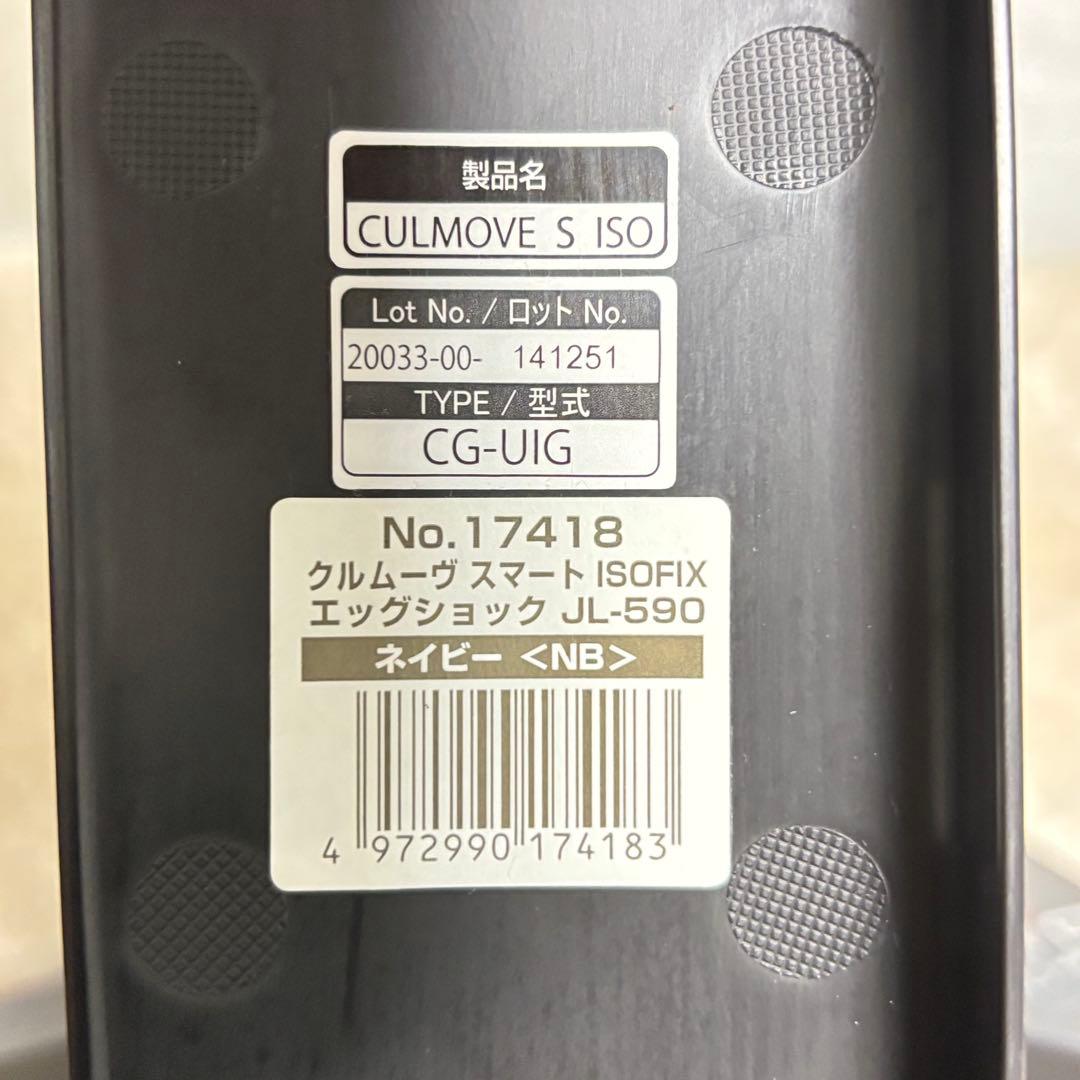 製品名
CULMOVE S ISO
Lot No. / ロット No.
20033-00- 141251
TYPE / 型式
CG-UIG
No.17418
クルムーヴ スマート ISOFIX
エッグショック JL-590
ネイビー <NB>
4 972990 174183